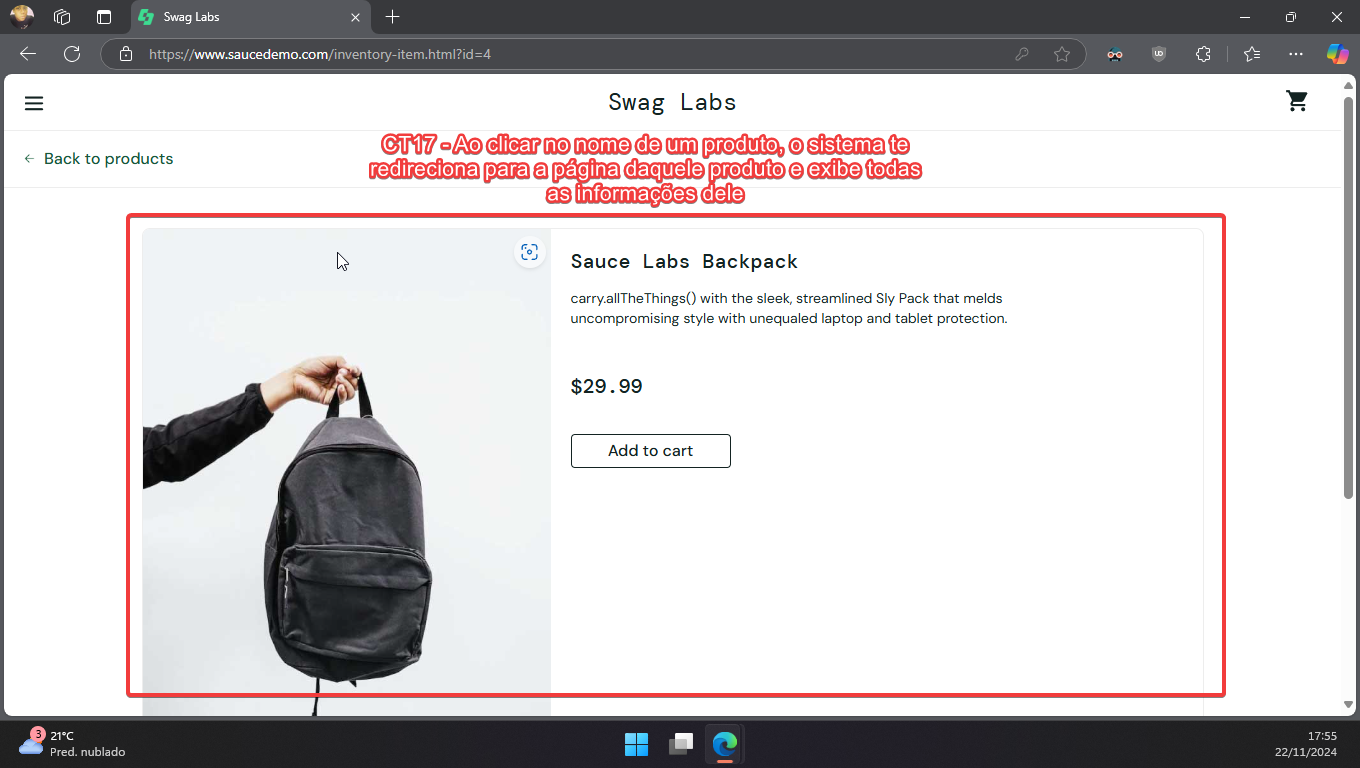 Swag Labs
https://www.saucedemo.com/inventory-item.html?id=4
UD
Swag Labs
CT17 - Ao clicar no nome de um produto, o sistema te
redireciona para a página daquele produto e exibe todas
as informações dele
← Back to products
Sauce Labs Backpack
carry.allTheThings() with the sleek, streamlined Sly Pack that melds
uncompromising style with unequaled laptop and tablet protection.
$29.99
Add to cart
3
21°C
Pred. nublado
17:55
22/11/2024